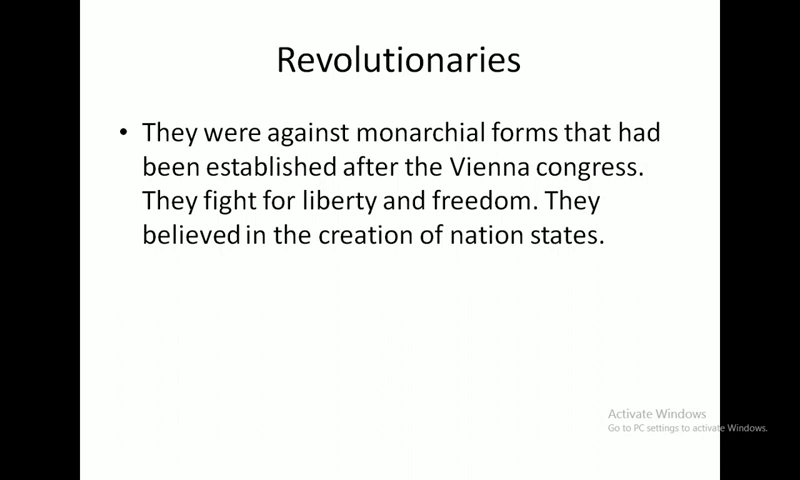 Revolutionaries
• They were against monarchial forms that had
been established after the Vienna congress.
They fight for liberty and freedom. They
believed in the creation of nation states.
Activate Windows
Go to PC settings to activate Windows.